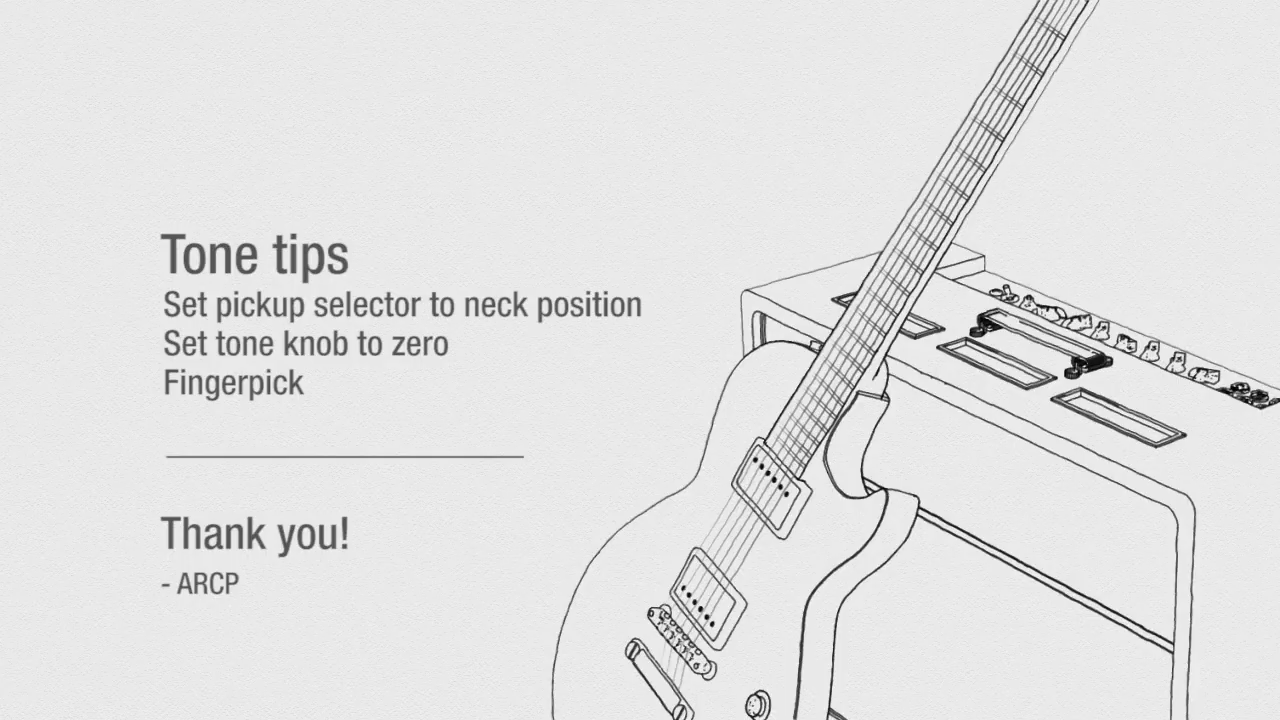 Tone tips
Set pickup selector to neck position
Set tone knob to zero
Fingerpick
Thank you!
- ARCP